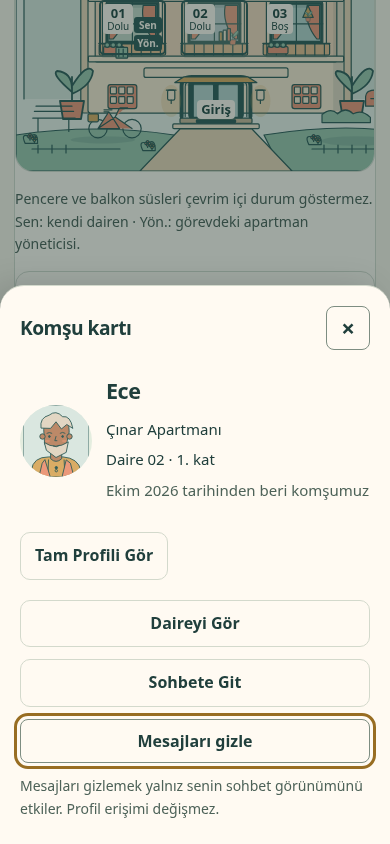 01
Dolu
Sen
Yön.
02
Dolu
03
Boş
Giriş
Pencere ve balkon süsleri çevrim içi durum göstermez.
Sen: kendi dairen · Yön.: görevdeki apartman
yöneticisi.
Komşu kartı
×
Ece
Çınar Apartmanı
Daire 02 · 1. kat
Ekim 2026 tarihinden beri komşumuz
Tam Profili Gör
Daireyi Gör
Sohbete Git
Mesajları gizle
Mesajları gizlemek yalnız senin sohbet görünümünü
etkiler. Profil erişimi değişmez.